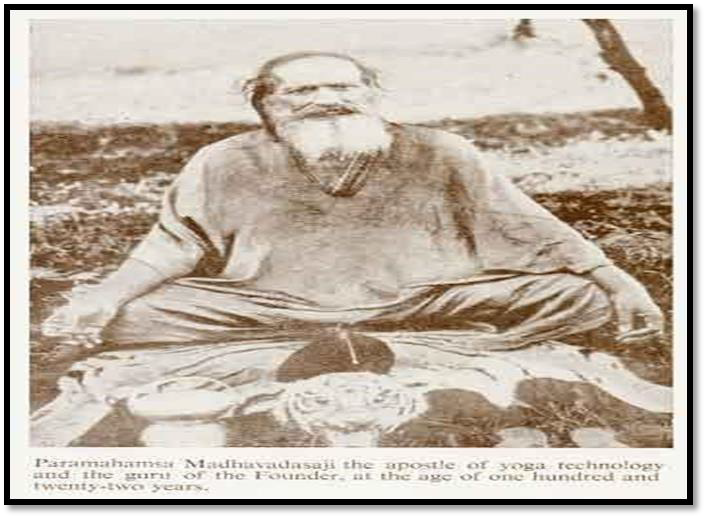 Paramahamsa Madhavadasaji the apostle of yoga technology
and the guru of the Founder, at the age of one hundred and
twenty-two years.